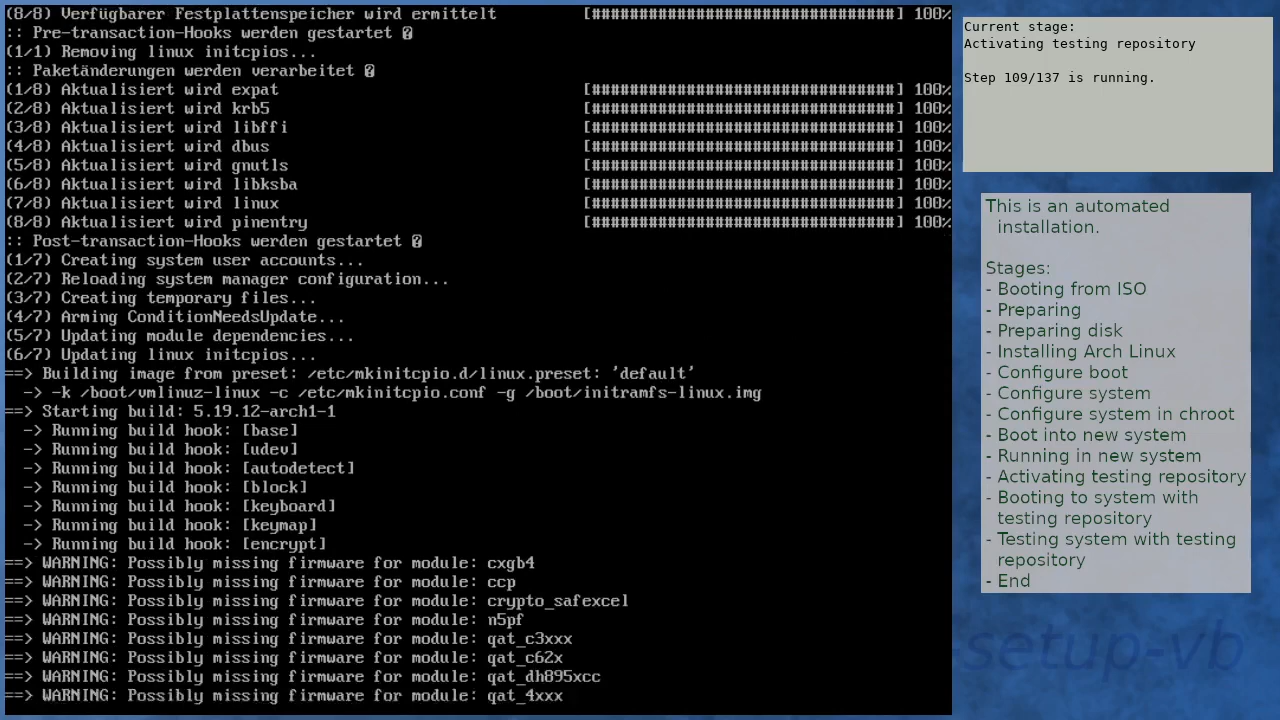 (8/8) Verfügbarer Festplattenspeicher wird ermittelt [################################] 100%
:: Pre-transaction-Hooks werden gestartet �
(1/1) Removing linux initcpios...
:: Paketänderungen werden verarbeitet �
(1/8) Aktualisiert wird expat [################################] 100%
(2/8) Aktualisiert wird krb5 [################################] 100%
(3/8) Aktualisiert wird libffi [################################] 100%
(4/8) Aktualisiert wird dbus [################################] 100%
(5/8) Aktualisiert wird gnutls [################################] 100%
(6/8) Aktualisiert wird libksba [################################] 100%
(7/8) Aktualisiert wird linux [################################] 100%
(8/8) Aktualisiert wird pinentry [################################] 100%
:: Post-transaction-Hooks werden gestartet �
(1/7) Creating system user accounts...
(2/7) Reloading system manager configuration...
(3/7) Creating temporary files...
(4/7) Arming ConditionNeedsUpdate...
(5/7) Updating module dependencies...
(6/7) Updating linux initcpios...
==> Building image from preset: /etc/mkinitcpio.d/linux.preset: 'default'
-> -k /boot/vmlinuz-linux -c /etc/mkinitcpio.conf -g /boot/initramfs-linux.img
==> Starting build: 5.19.12-arch1-1
-> Running build hook: [base]
-> Running build hook: [udev]
-> Running build hook: [autodetect]
-> Running build hook: [block]
-> Running build hook: [keyboard]
-> Running build hook: [keymap]
-> Running build hook: [encrypt]
==> WARNING: Possibly missing firmware for module: cxgb4
==> WARNING: Possibly missing firmware for module: ccp
==> WARNING: Possibly missing firmware for module: crypto_safexcel
==> WARNING: Possibly missing firmware for module: n5pf
==> WARNING: Possibly missing firmware for module: qat_c3xxx
==> WARNING: Possibly missing firmware for module: qat_c62x
==> WARNING: Possibly missing firmware for module: qat_dh895xcc
==> WARNING: Possibly missing firmware for module: qat_4xxx
Current stage:
Activating testing repository
Step 109/137 is running.
This is an automated
installation.
Stages:
- Booting from ISO
- Preparing
- Preparing disk
- Installing Arch Linux
- Configure boot
- Configure system
- Configure system in chroot
- Boot into new system
- Running in new system
- Activating testing repository
- Booting to system with
testing repository
- Testing system with testing
repository
- End
-setup-vb